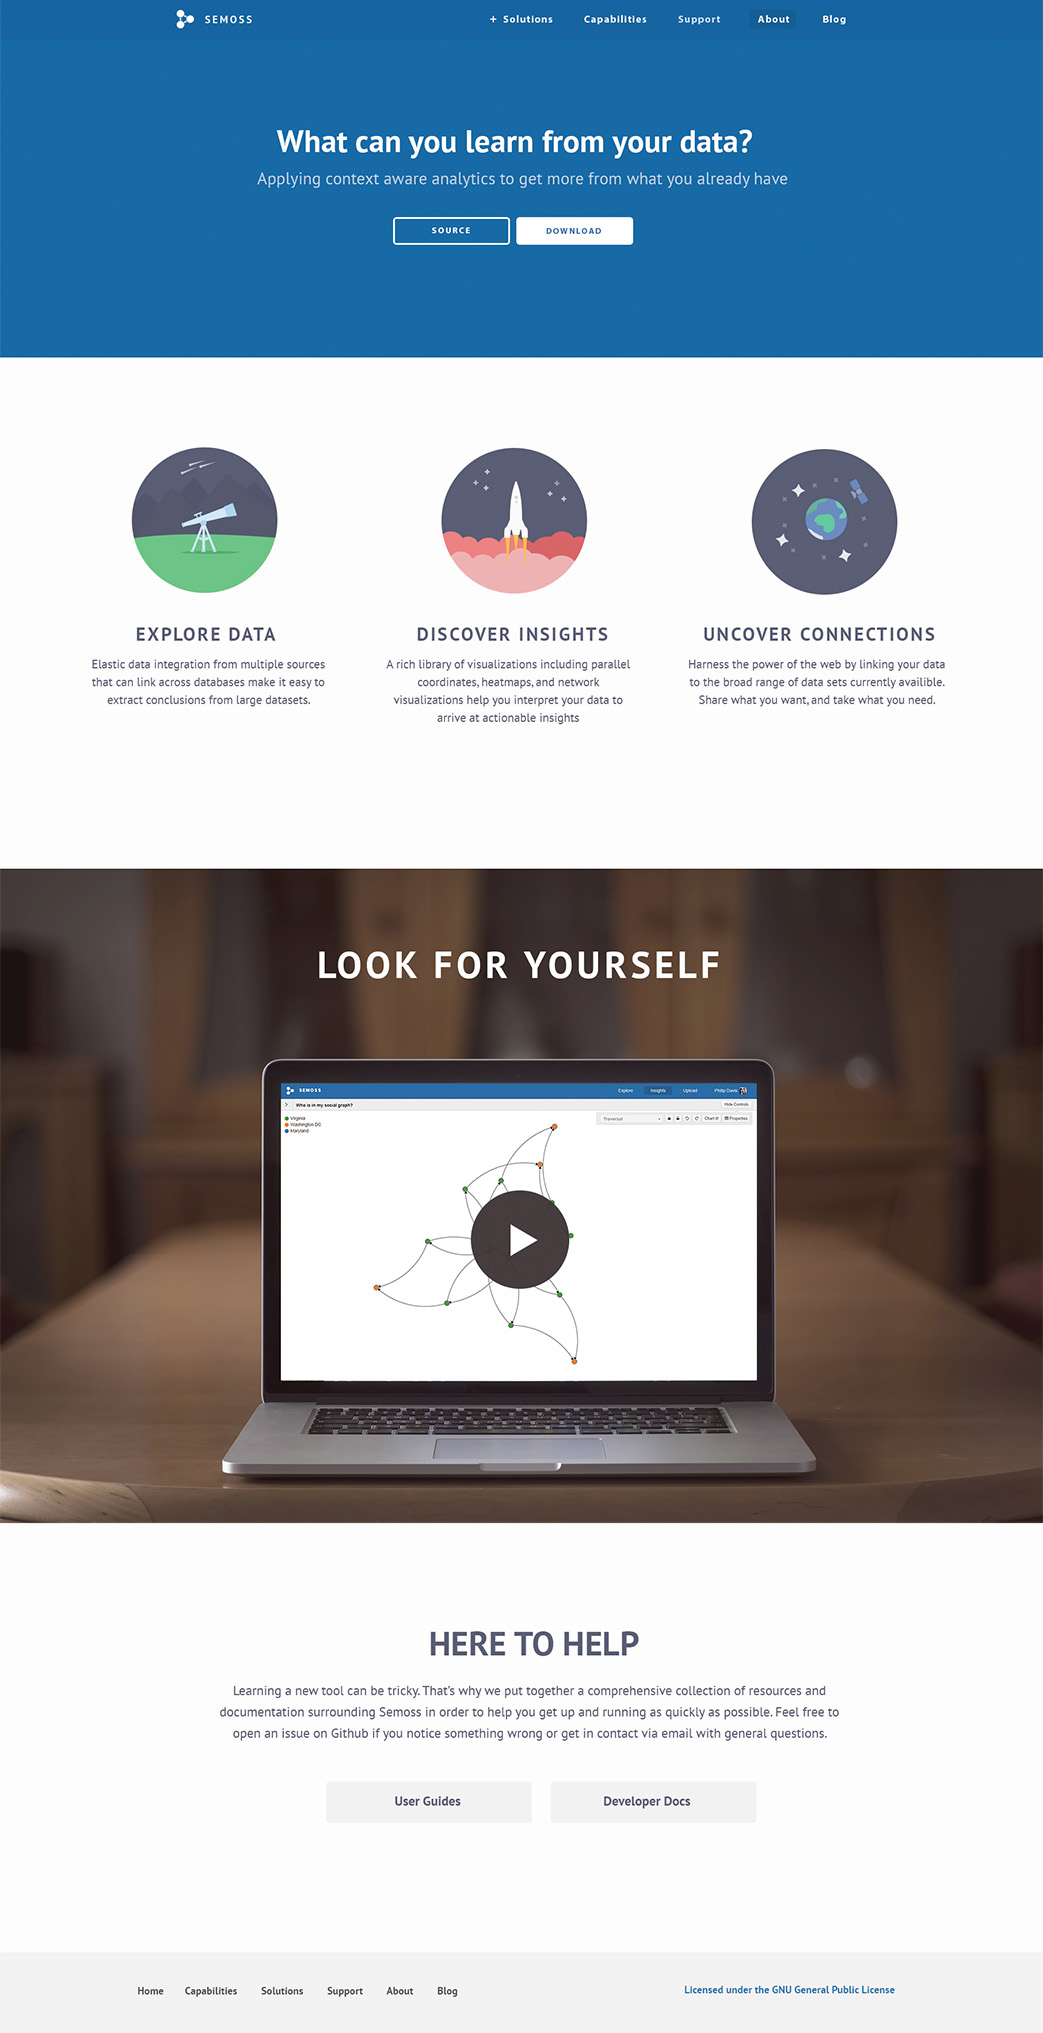 SEMOSS
+ Solutions Capabilities Support About Blog
What can you learn from your data?
Applying context aware analytics to get more from what you already have
SOURCE DOWNLOAD
EXPLORE DATA
Elastic data integration from multiple sources
that can link across databases make it easy to
extract conclusions from large datasets.
DISCOVER INSIGHTS
A rich library of visualizations including parallel
coordinates, heatmaps, and network
visualizations help you interpret your data to
arrive at actionable insights
UNCOVER CONNECTIONS
Harness the power of the web by linking your data
to the broad range of data sets currently availible.
Share what you want, and take what you need.
LOOK FOR YOURSELF
SEMOSS Explore Insights Upload Philip Davis
Who is in my social graph? Hide Controls
Virginia
Washington DC
Maryland
Traversal Chart It! Properties
HERE TO HELP
Learning a new tool can be tricky. That's why we put together a comprehensive collection of resources and
documentation surrounding Semoss in order to help you get up and running as quickly as possible. Feel free to
open an issue on Github if you notice something wrong or get in contact via email with general questions.
User Guides Developer Docs
Home Capabilities Solutions Support About Blog
Licensed under the GNU General Public License